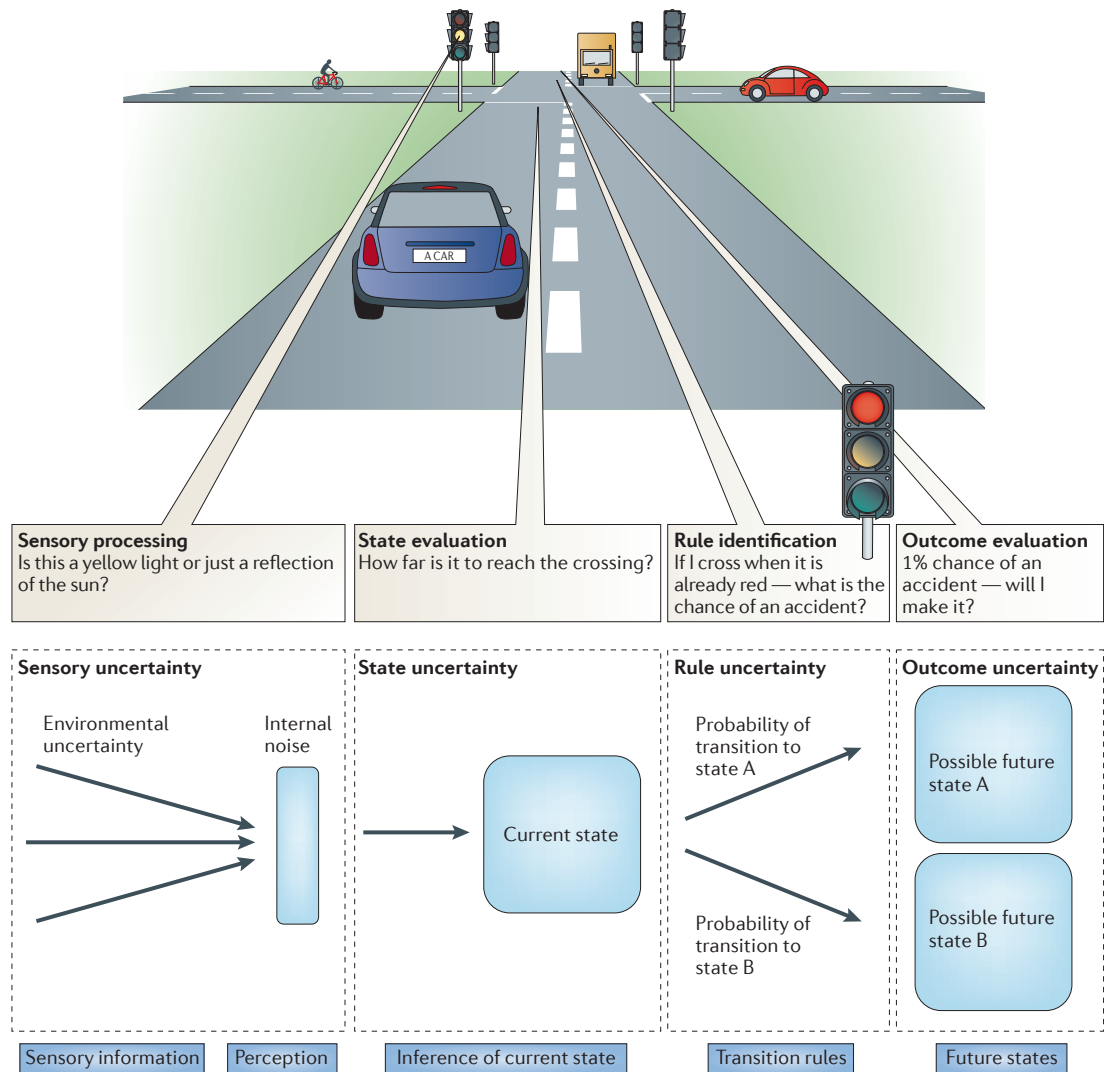 A CAR
Sensory processing
Is this a yellow light or just a reflection
of the sun?
State evaluation
How far is it to reach the crossing?
Rule identification
If I cross when it is
already red — what is the
chance of an accident?
Outcome evaluation
1% chance of an
accident — will I
make it?
Sensory uncertainty
Environmental
uncertainty
Internal
noise
State uncertainty
Current state
Rule uncertainty
Probability of
transition to
state A
Probability of
transition to
state B
Outcome uncertainty
Possible future
state A
Possible future
state B
Sensory information
Perception
Inference of current state
Transition rules
Future states